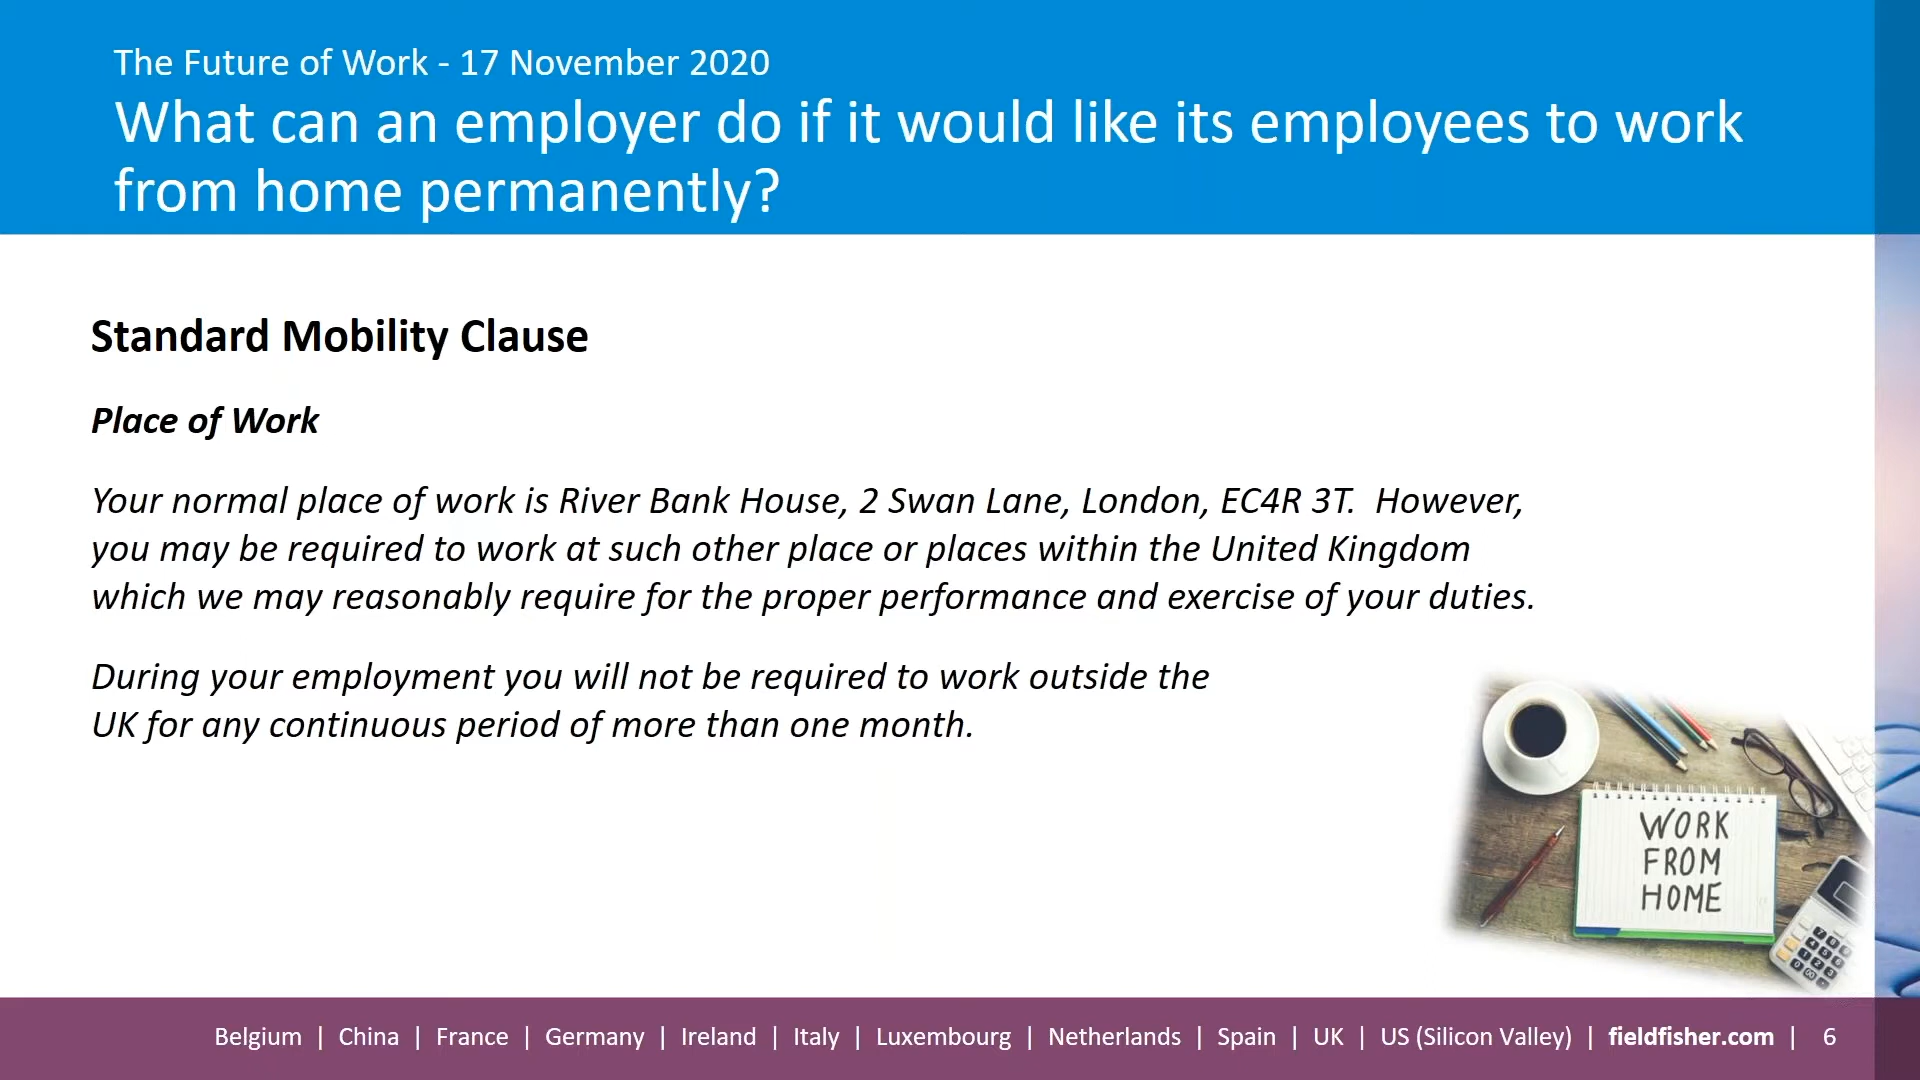 The Future of Work - 17 November 2020
What can an employer do if it would like its employees to work
from home permanently?
Standard Mobility Clause
Place of Work
Your normal place of work is River Bank House, 2 Swan Lane, London, EC4R 3T.  However,
you may be required to work at such other place or places within the United Kingdom
which we may reasonably require for the proper performance and exercise of your duties.
During your employment you will not be required to work outside the
UK for any continuous period of more than one month.
WORK
FROM
HOME
Belgium | China | France | Germany | Ireland | Italy | Luxembourg | Netherlands | Spain | UK | US (Silicon Valley) | fieldfisher.com | 6